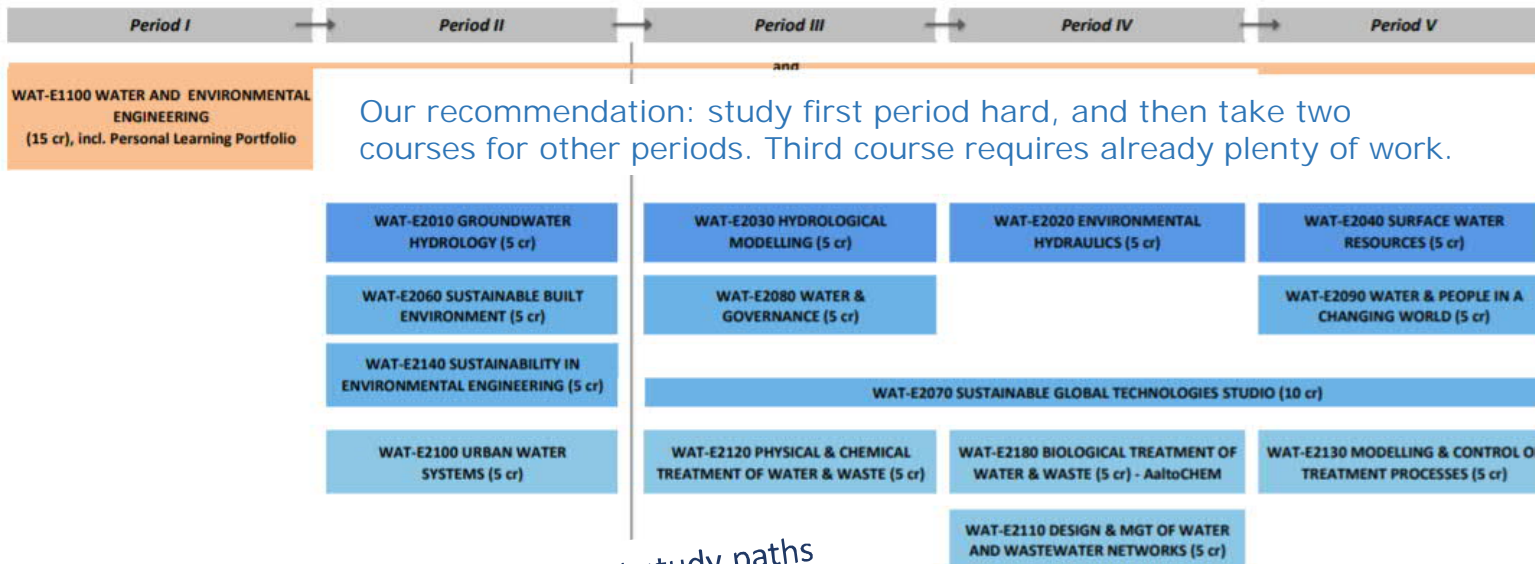 Period I
Period II
Period III
Period IV
Period V
and
WAT-E1100 WATER AND ENVIRONMENTAL
ENGINEERING
(15 cr), incl. Personal Learning Portfolio
Our recommendation: study first period hard, and then take two
courses for other periods. Third course requires already plenty of work.
WAT-E2010 GROUNDWATER
HYDROLOGY (5 cr)
WAT-E2030 HYDROLOGICAL
MODELLING (5 cr)
WAT-E2020 ENVIRONMENTAL
HYDRAULICS (5 cr)
WAT-E2040 SURFACE WATER
RESOURCES (5 cr)
WAT-E2060 SUSTAINABLE BUILT
ENVIRONMENT (5 cr)
WAT-E2080 WATER &
GOVERNANCE (5 cr)
WAT-E2090 WATER & PEOPLE IN A
CHANGING WORLD (5 cr)
WAT-E2140 SUSTAINABILITY IN
ENVIRONMENTAL ENGINEERING (5 cr)
WAT-E2070 SUSTAINABLE GLOBAL TECHNOLOGIES STUDIO (10 cr)
WAT-E2100 URBAN WATER
SYSTEMS (5 cr)
WAT-E2120 PHYSICAL & CHEMICAL
TREATMENT OF WATER & WASTE (5 cr)
WAT-E2180 BIOLOGICAL TREATMENT OF
WATER & WASTE (5 cr) - AaltoCHEM
WAT-E2130 MODELLING & CONTROL O
TREATMENT PROCESSES (5 cr)
WAT-E2110 DESIGN & MGT OF WATER
AND WASTEWATER NETWORKS (5 cr)
study paths